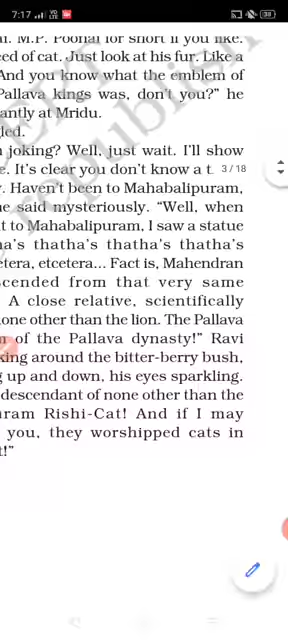 7:17
38
M.P. Poonai for short if you like.
eed of cat. Just look at his fur. Like a
And you know what the emblem of
Pallava kings was, don't you?" he
antly at Mridu.
gled.
joking? Well, just wait. I'll show
e. It's clear you don't know a t
3 / 18
. Haven't been to Mahabalipuram,
e said mysteriously. "Well, when
t to Mahabalipuram, I saw a statue
a's thatha's thatha's thatha's
etera, etcetera... Fact is, Mahendran
scended from that very same
A close relative, scientifically
none other than the lion. The Pallava
m of the Pallava dynasty!" Ravi
king around the bitter-berry bush,
g up and down, his eyes sparkling.
descendant of none other than the
uram Rishi-Cat! And if I may
you, they worshipped cats in
t!"
republish